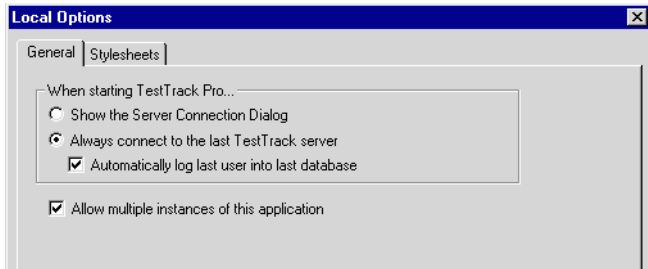 Local Options
General Stylesheets
When starting TestTrack Pro...
Show the Server Connection Dialog
Always connect to the last TestTrack server
Automatically log last user into last database
Allow multiple instances of this application